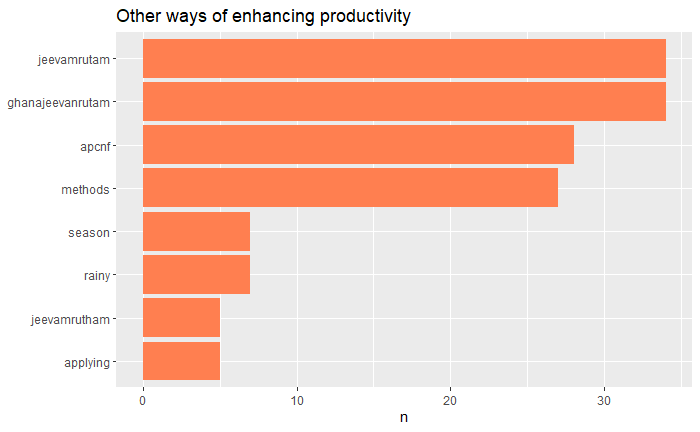 Other ways of enhancing productivity
jeevamrutam
ghanajeevanrutam
apcnf
methods
season
rainy
jeevamrutham
applying
0 10 20 30
n